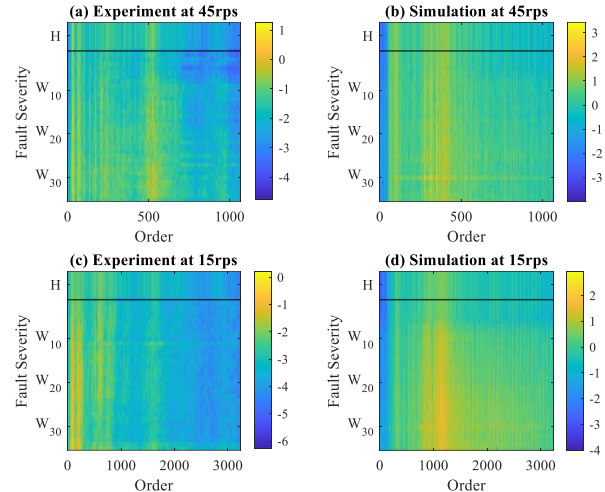 (a) Experiment at 45rps
(b) Simulation at 45rps
H
W10
W20
W30
Fault Severity
0
500
1000
Order
1
0
-1
-2
-3
-4
H
W10
W20
W30
Fault Severity
0
500
1000
Order
3
2
1
0
-1
-2
-3
(c) Experiment at 15rps
(d) Simulation at 15rps
H
W10
W20
W30
Fault Severity
0
1000
2000
3000
Order
0
-1
-2
-3
-4
-5
-6
H
W10
W20
W30
Fault Severity
0
1000
2000
3000
Order
2
1
0
-1
-2
-3
-4